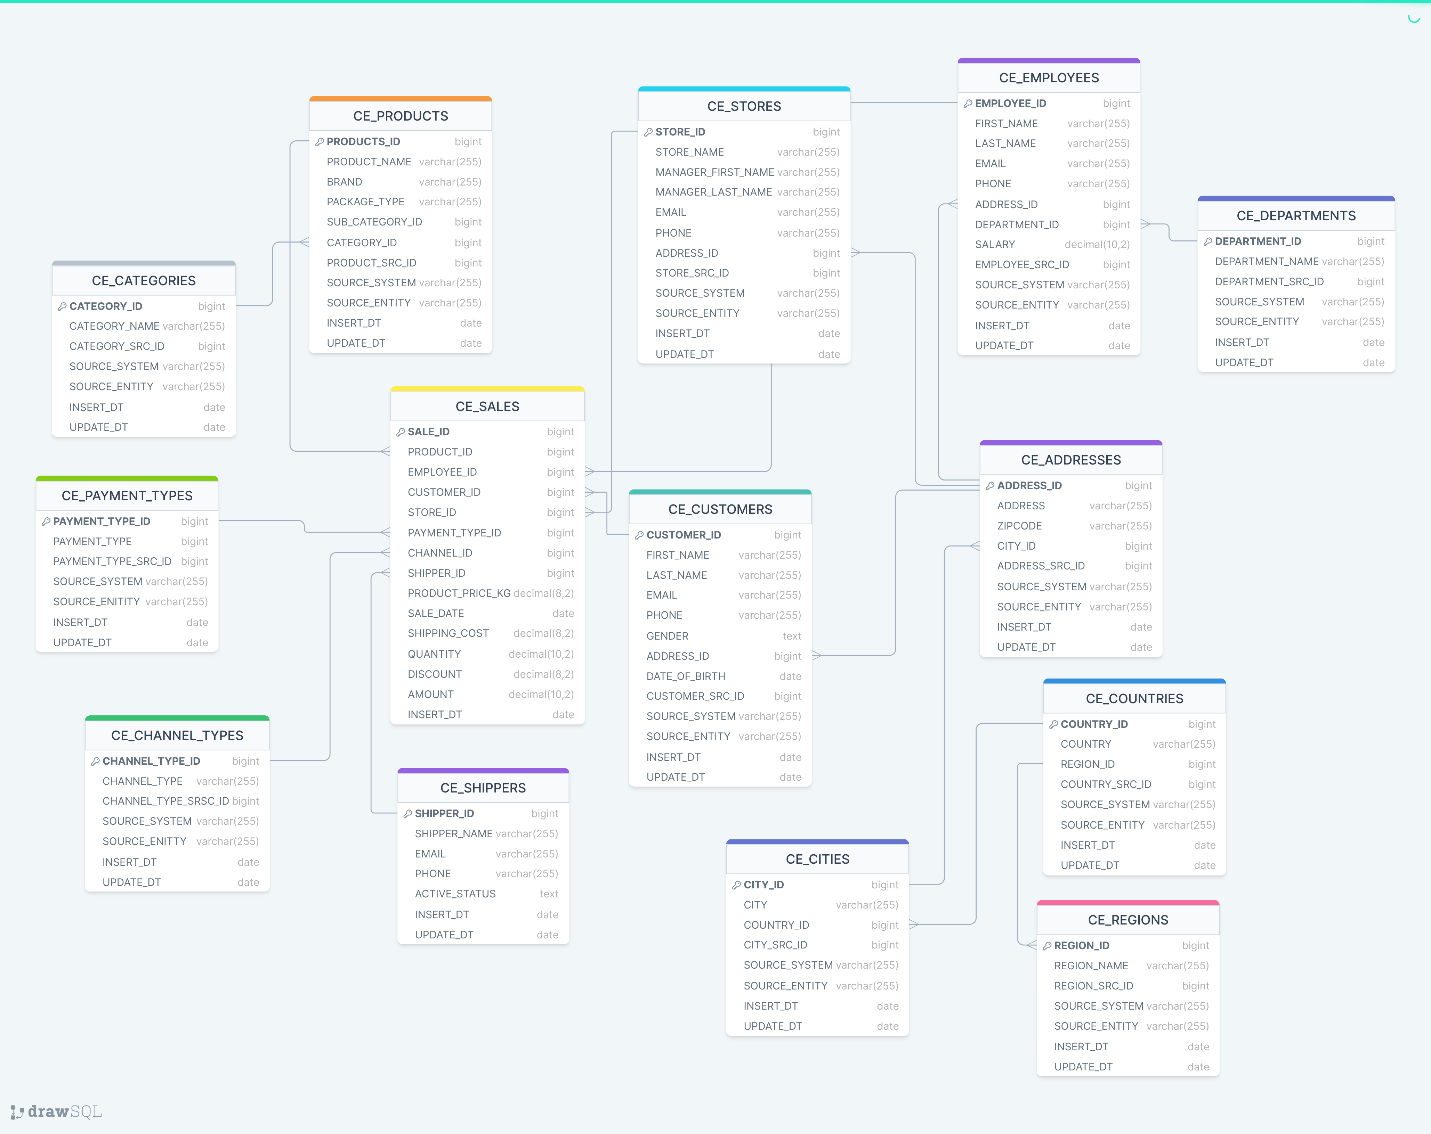 CE_EMPLOYEES
EMPLOYEE_ID bigint
FIRST_NAME varchar(255)
LAST_NAME varchar(255)
EMAIL varchar(255)
PHONE varchar(255)
ADDRESS_ID bigint
DEPARTMENT_ID bigint
SALARY decimal(10,2)
EMPLOYEE_SRC_ID bigint
SOURCE_SYSTEM varchar(255)
SOURCE_ENTITY varchar(255)
INSERT_DT date
UPDATE_DT date
CE_STORES
STORE_ID bigint
STORE_NAME varchar(255)
MANAGER_FIRST_NAME varchar(255)
MANAGER_LAST_NAME varchar(255)
EMAIL varchar(255)
PHONE varchar(255)
ADDRESS_ID bigint
STORE_SRC_ID bigint
SOURCE_SYSTEM varchar(255)
SOURCE_ENTITY varchar(255)
INSERT_DT date
UPDATE_DT date
CE_PRODUCTS
PRODUCTS_ID bigint
PRODUCT_NAME varchar(255)
BRAND varchar(255)
PACKAGE_TYPE varchar(255)
SUB_CATEGORY_ID bigint
CATEGORY_ID bigint
PRODUCT_SRC_ID bigint
SOURCE_SYSTEM varchar(255)
SOURCE_ENTITY varchar(255)
INSERT_DT date
UPDATE_DT date
CE_DEPARTMENTS
DEPARTMENT_ID bigint
DEPARTMENT_NAME varchar(255)
DEPARTMENT_SRC_ID bigint
SOURCE_SYSTEM varchar(255)
SOURCE_ENTITY varchar(255)
INSERT_DT date
UPDATE_DT date
CE_CATEGORIES
CATEGORY_ID bigint
CATEGORY_NAME varchar(255)
CATEGORY_SRC_ID bigint
SOURCE_SYSTEM varchar(255)
SOURCE_ENTITY varchar(255)
INSERT_DT date
UPDATE_DT date
CE_SALES
SALE_ID bigint
PRODUCT_ID bigint
EMPLOYEE_ID bigint
CUSTOMER_ID bigint
STORE_ID bigint
PAYMENT_TYPE_ID bigint
CHANNEL_ID bigint
SHIPPER_ID bigint
PRODUCT_PRICE_KG decimal(8,2)
SALE_DATE date
SHIPPING_COST decimal(8,2)
QUANTITY decimal(10,2)
DISCOUNT decimal(8,2)
AMOUNT decimal(10,2)
INSERT_DT date
CE_ADDRESSES
ADDRESS_ID bigint
ADDRESS varchar(255)
ZIPCODE varchar(255)
CITY_ID bigint
ADDRESS_SRC_ID bigint
SOURCE_SYSTEM varchar(255)
SOURCE_ENTITY varchar(255)
INSERT_DT date
UPDATE_DT date
CE_PAYMENT_TYPES
PAYMENT_TYPE_ID bigint
PAYMENT_TYPE bigint
PAYMENT_TYPE_SRC_ID bigint
SOURCE_SYSTEM varchar(255)
SOURCE_ENITITY varchar(255)
INSERT_DT date
UPDATE_DT date
CE_CUSTOMERS
CUSTOMER_ID bigint
FIRST_NAME varchar(255)
LAST_NAME varchar(255)
EMAIL varchar(255)
PHONE varchar(255)
GENDER text
ADDRESS_ID bigint
DATE_OF_BIRTH date
CUSTOMER_SRC_ID bigint
SOURCE_SYSTEM varchar(255)
SOURCE_ENTITY varchar(255)
INSERT_DT date
UPDATE_DT date
CE_COUNTRIES
COUNTRY_ID bigint
COUNTRY varchar(255)
REGION_ID bigint
COUNTRY_SRC_ID bigint
SOURCE_SYSTEM varchar(255)
SOURCE_ENTITY varchar(255)
INSERT_DT date
UPDATE_DT date
CE_CHANNEL_TYPES
CHANNEL_TYPE_ID bigint
CHANNEL_TYPE varchar(255)
CHANNEL_TYPE_SRSC_ID bigint
SOURCE_SYSTEM varchar(255)
SOURCE_ENITTY varchar(255)
INSERT_DT date
UPDATE_DT date
CE_SHIPPERS
SHIPPER_ID bigint
SHIPPER_NAME varchar(255)
EMAIL varchar(255)
PHONE varchar(255)
ACTIVE_STATUS text
INSERT_DT date
UPDATE_DT date
CE_CITIES
CITY_ID bigint
CITY varchar(255)
COUNTRY_ID bigint
CITY_SRC_ID bigint
SOURCE_SYSTEM varchar(255)
SOURCE_ENTITY varchar(255)
INSERT_DT date
UPDATE_DT date
CE_REGIONS
REGION_ID bigint
REGION_NAME varchar(255)
REGION_SRC_ID bigint
SOURCE_SYSTEM varchar(255)
SOURCE_ENTITY varchar(255)
INSERT_DT date
UPDATE_DT date
drawSQL